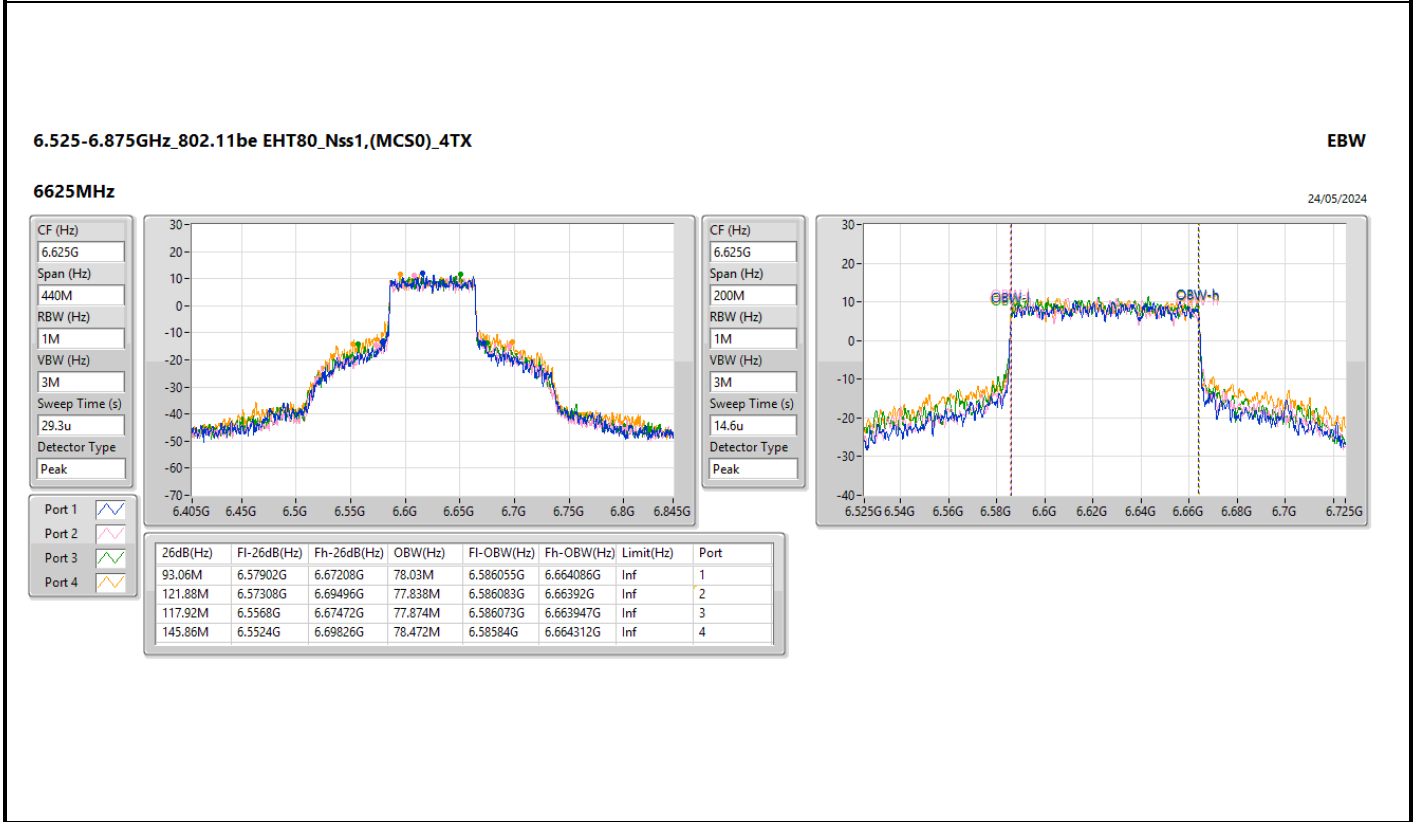 6.525-6.875GHz_802.11be EHT80_Nss1,(MCS0)_4TX
EBW
6625MHz
24/05/2024
CF (Hz)
6.625G
Span (Hz)
440M
RBW (Hz)
1M
VBW (Hz)
3M
Sweep Time (s)
29.3u
Detector Type
Peak
30
20
10
0
-10
-20
-30
-40
-50
-60
-70
6.405G 6.45G 6.5G 6.55G 6.6G 6.65G 6.7G 6.75G 6.8G 6.845G
CF (Hz)
6.625G
Span (Hz)
200M
RBW (Hz)
1M
VBW (Hz)
3M
Sweep Time (s)
14.6u
Detector Type
Peak
30
20
10
0
-10
-20
-30
-40
OBW-l
OBW-h
6.525G 6.54G 6.56G 6.58G 6.6G 6.62G 6.64G 6.66G 6.68G 6.7G 6.725G
Port 1
Port 2
Port 3
Port 4
26dB(Hz) Fl-26dB(Hz) Fh-26dB(Hz) OBW(Hz) Fl-OBW(Hz) Fh-OBW(Hz) Limit(Hz) Port
93.06M 6.57902G 6.67208G 78.03M 6.586055G 6.664086G Inf 1
121.88M 6.57308G 6.69496G 77.838M 6.586083G 6.66392G Inf 2
117.92M 6.5568G 6.67472G 77.874M 6.586073G 6.663947G Inf 3
145.86M 6.5524G 6.69826G 78.472M 6.58584G 6.664312G Inf 4